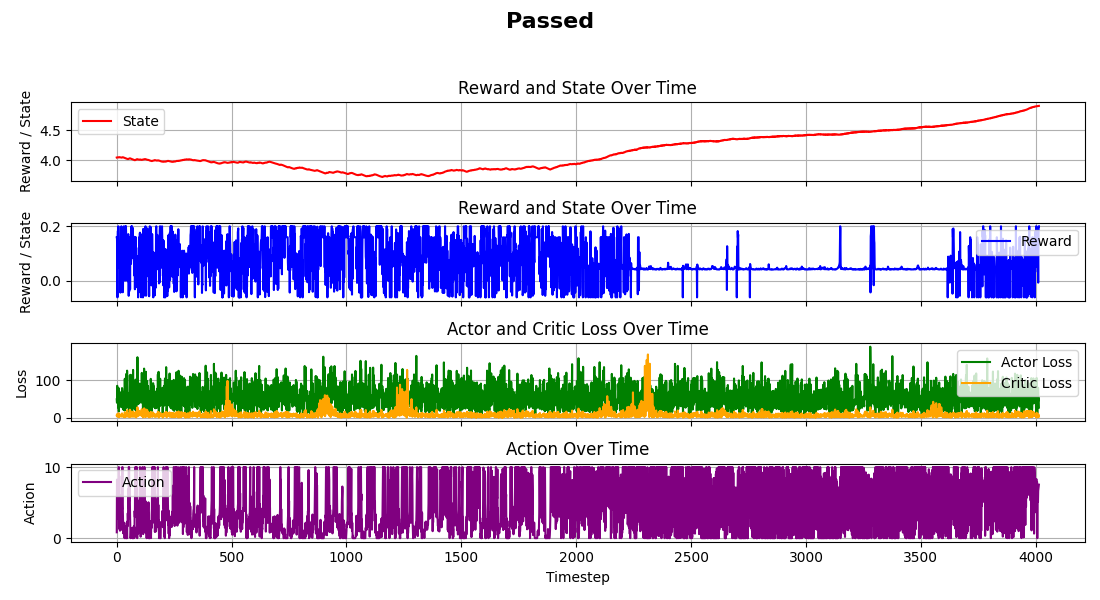 Passed
Reward and State Over Time
Reward / State
4.5
4.0
State
Reward and State Over Time
Reward / State
0.2
0.0
Reward
Actor and Critic Loss Over Time
Loss
100
0
Actor Loss
Critic Loss
Action Over Time
Action
10
0
Action
0 500 1000 1500 2000 2500 3000 3500 4000
Timestep